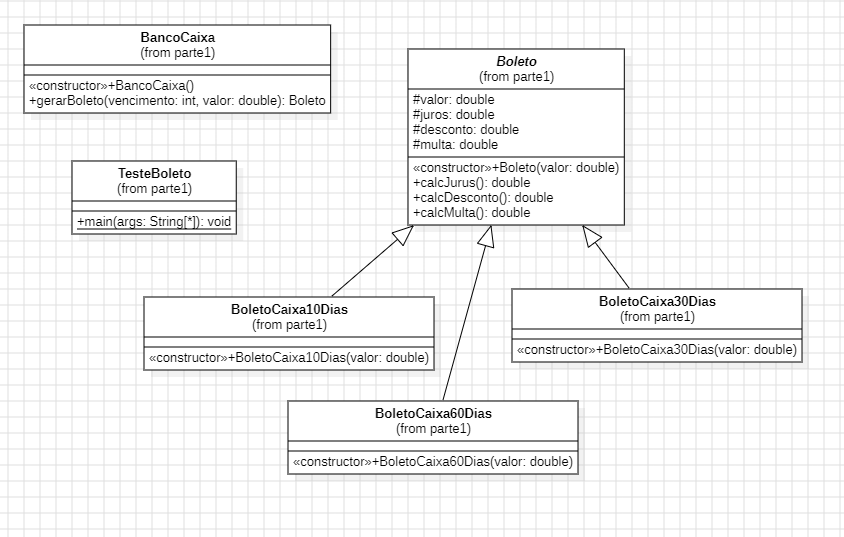 BancoCaixa
(from parte1)
«constructor»+BancoCaixa()
+gerarBoleto(vencimento: int, valor: double): Boleto
Boleto
(from parte1)
#valor: double
#juros: double
#desconto: double
#multa: double
«constructor»+Boleto(valor: double)
+calcJurus(): double
+calcDesconto(): double
+calcMulta(): double
TesteBoleto
(from parte1)
+main(args: String[*]): void
BoletoCaixa10Dias
(from parte1)
«constructor»+BoletoCaixa10Dias(valor: double)
BoletoCaixa30Dias
(from parte1)
«constructor»+BoletoCaixa30Dias(valor: double)
BoletoCaixa60Dias
(from parte1)
«constructor»+BoletoCaixa60Dias(valor: double)